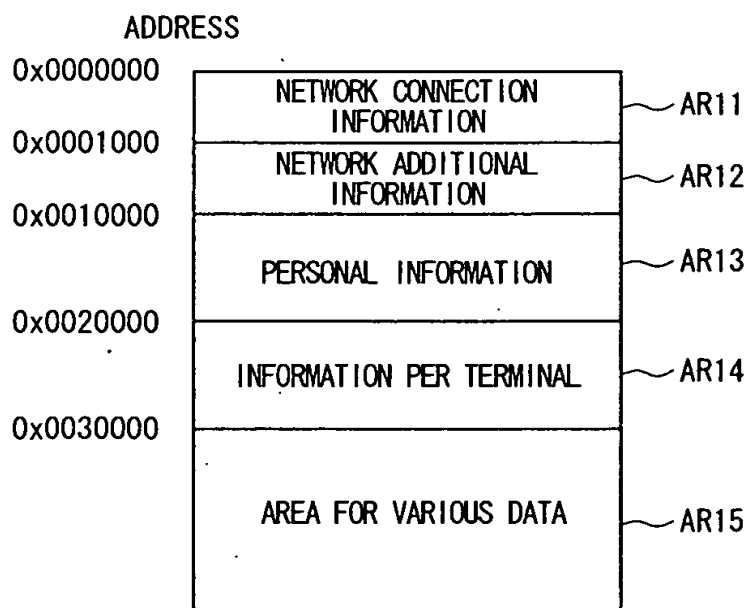 ADDRESS
0x0000000
NETWORK CONNECTION
INFORMATION
AR11
0x0001000
NETWORK ADDITIONAL
INFORMATION
AR12
0x0010000
PERSONAL INFORMATION
AR13
0x0020000
INFORMATION PER TERMINAL
AR14
0x0030000
AREA FOR VARIOUS DATA
AR15